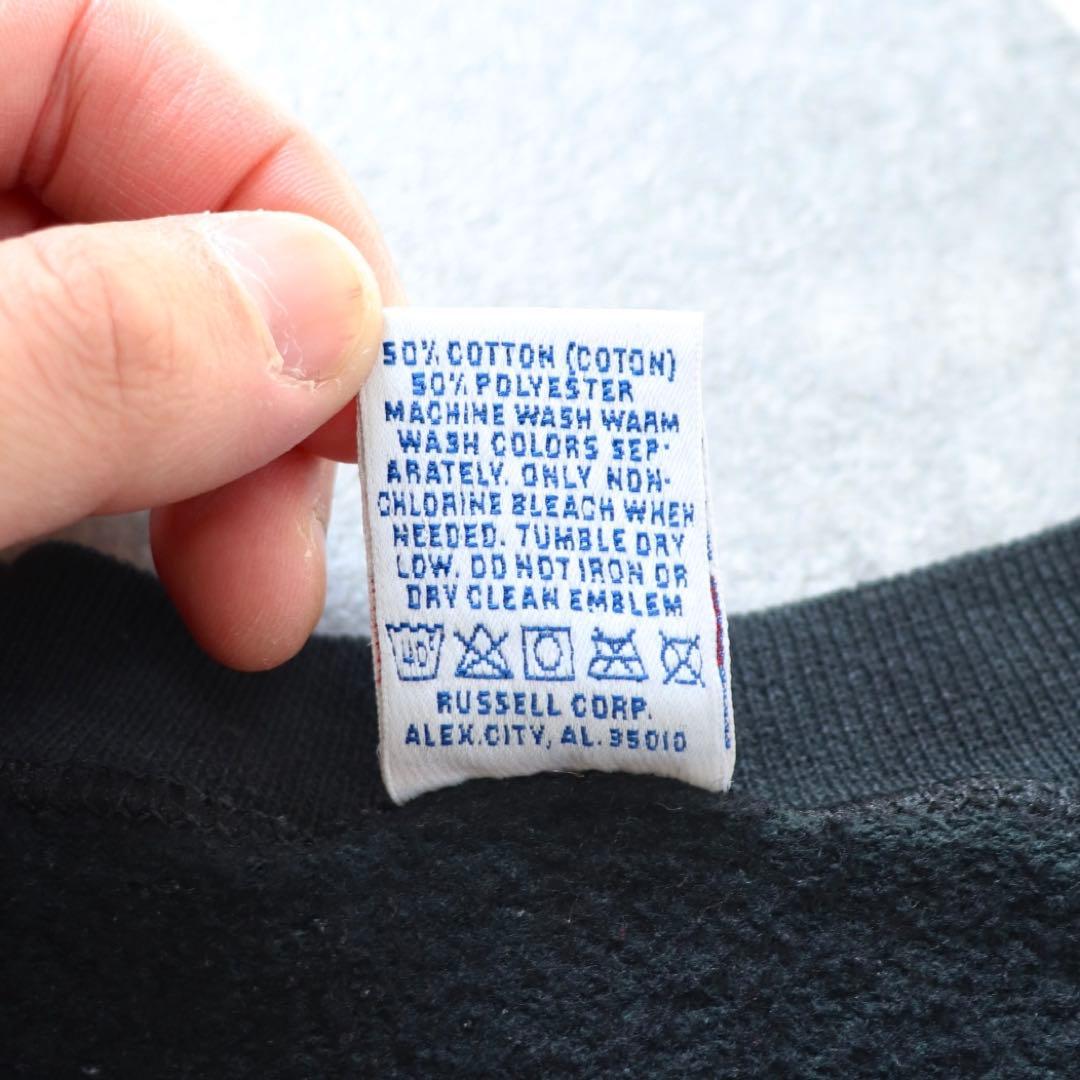 50% COTTON (COTON)
50% POLYESTER
MACHINE WASH WARM
WASH COLORS SEP-
ARATELY. ONLY NON-
CHLORINE BLEACH WHEN
NEEDED. TUMBLE DRY
LOW. DO NOT IRON OR
DRY CLEAN EMBLEM
40
RUSSELL CORP.
ALEX.CITY, AL. 35010